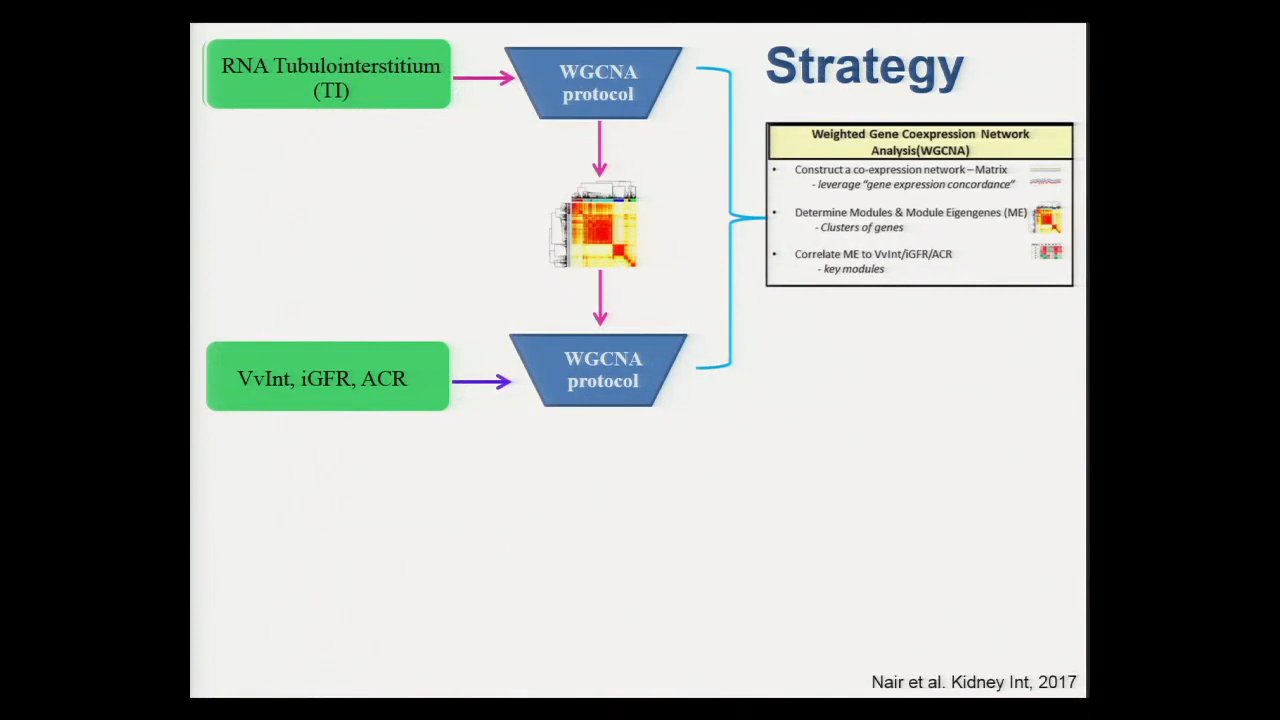 Strategy
RNA Tubulointerstitium
(TI)
WGCNA
protocol
Weighted Gene Coexpression Network
Analysis(WGCNA)
• Construct a co-expression network – Matrix
- leverage "gene expression concordance"
• Determine Modules & Module Eigengenes (ME)
- Clusters of genes
• Correlate ME to VvInt/iGFR/ACR
- key modules
VvInt, iGFR, ACR
WGCNA
protocol
Nair et al. Kidney Int, 2017